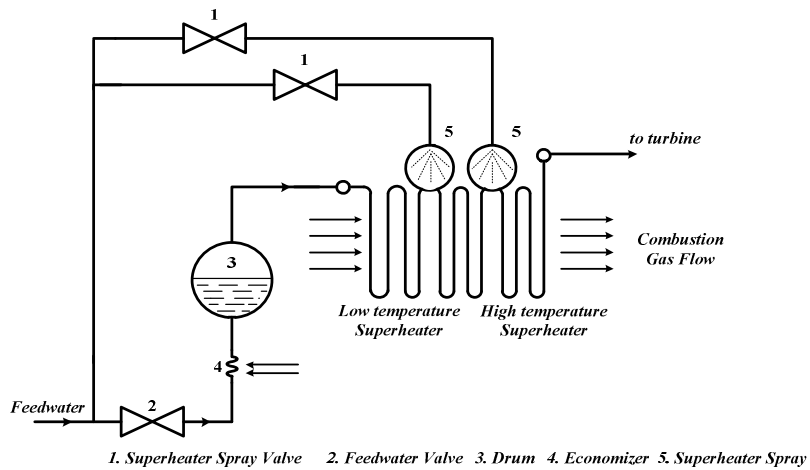 1
1
5 5
to turbine
3
Combustion
Gas Flow
Low temperature
Superheater
High temperature
Superheater
4
Feedwater
2
1. Superheater Spray Valve 2. Feedwater Valve 3. Drum 4. Economizer 5. Superheater Spray